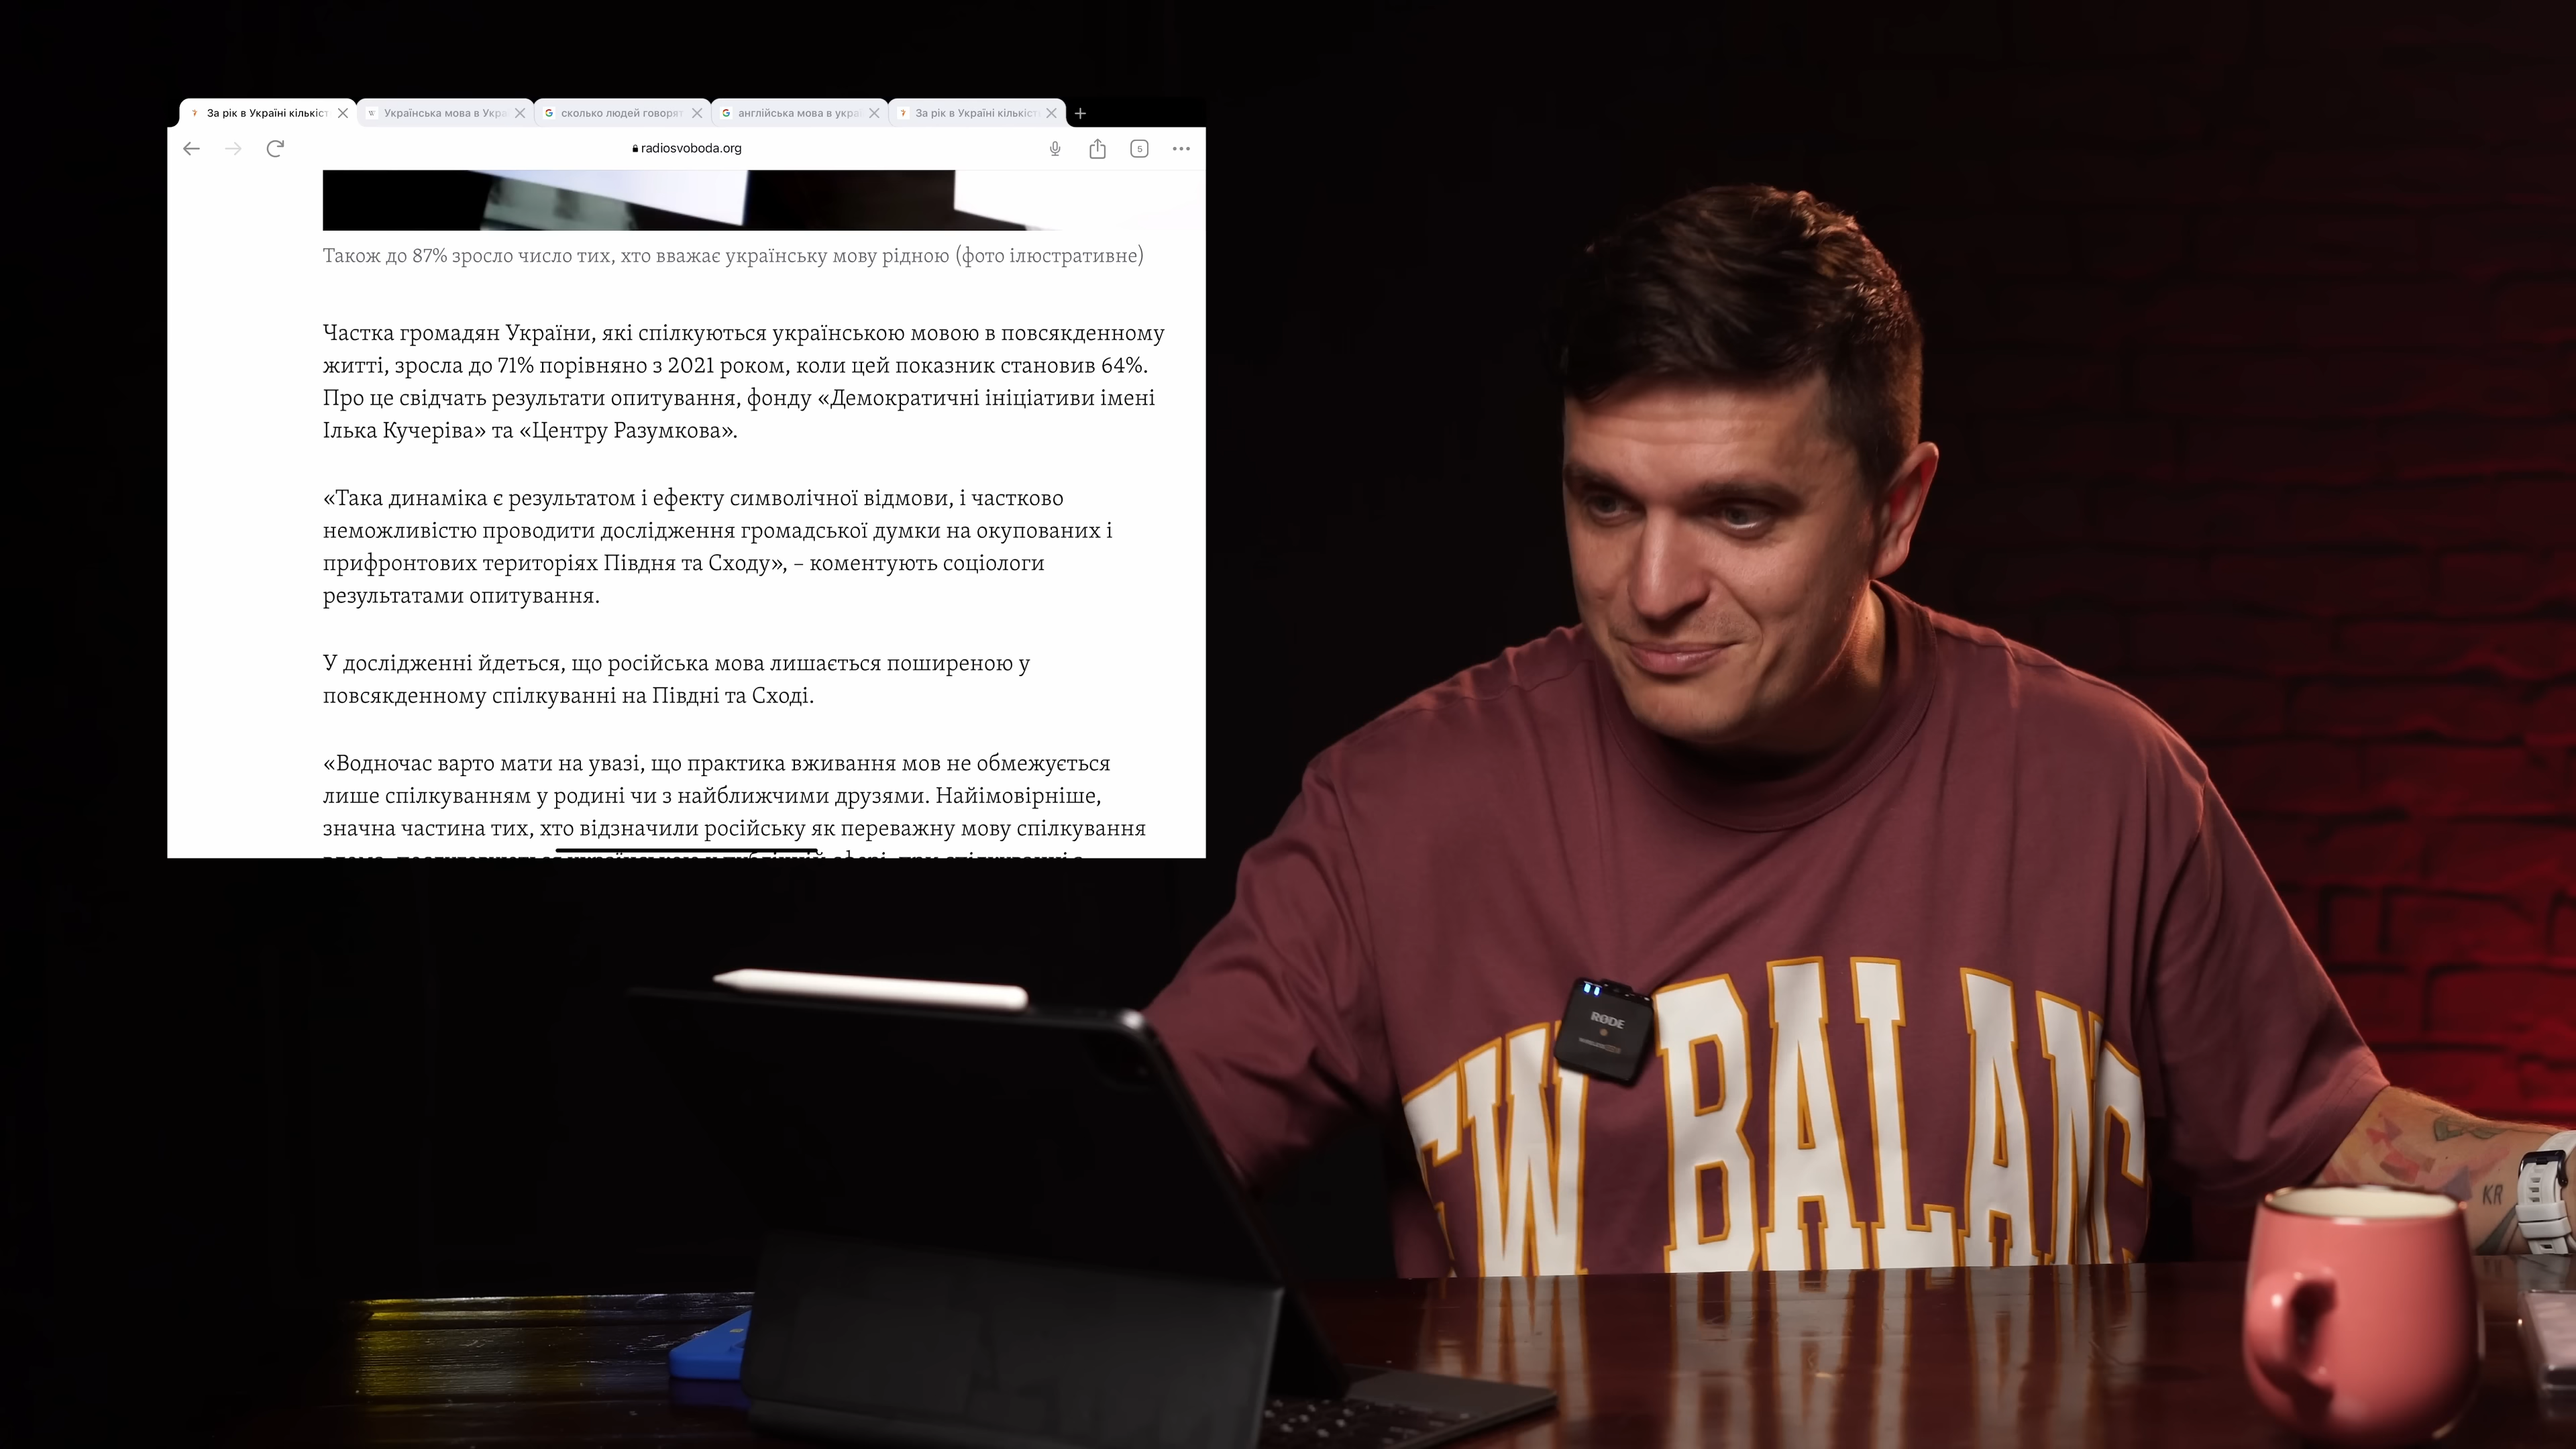 За рік в Україні кількіст
Українська мова в Укра
сколько людей говорят
англійська мова в украї
За рік в Україні кількіст
radiosvoboda.org
5
Також до 87% зросло число тих, хто вважає українську мову рідною (фото ілюстративне)
Частка громадян України, які спілкуються українською мовою в повсякденному
житті, зросла до 71% порівняно з 2021 роком, коли цей показник становив 64%.
Про це свідчать результати опитування, фонду «Демократичні ініціативи імені
Ілька Кучеріва» та «Центру Разумкова».
«Така динаміка є результатом і ефекту символічної відмови, і частково
неможливістю проводити дослідження громадської думки на окупованих і
прифронтових територіях Півдня та Сходу», – коментують соціологи
результатами опитування.
У дослідженні йдеться, що російська мова лишається поширеною у
повсякденному спілкуванні на Півдні та Сході.
«Водночас варто мати на увазі, що практика вживання мов не обмежується
лише спілкуванням у родині чи з найближчими друзями. Найімовірніше,
значна частина тих, хто відзначили російську як переважну мову спілкування
RØDE
EW BALANC
KR